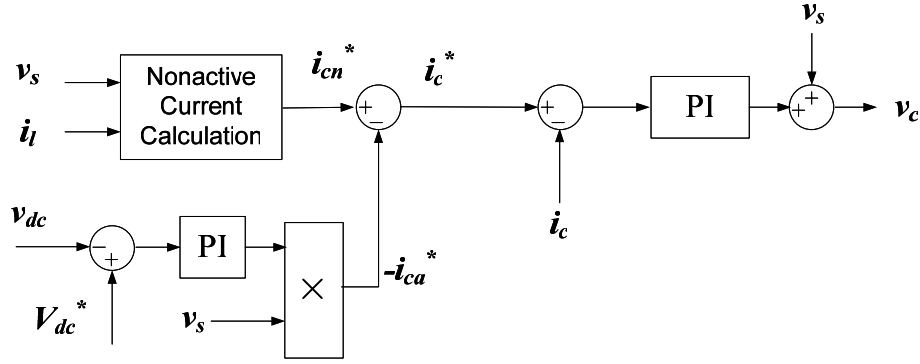 v_s
i_l
Nonactive
Current
Calculation
i_cn*
+
−
i_c*
+
−
i_c
PI
v_s
+
+
v_c
v_dc
−
+
V_dc*
PI
v_s
×
-i_ca*